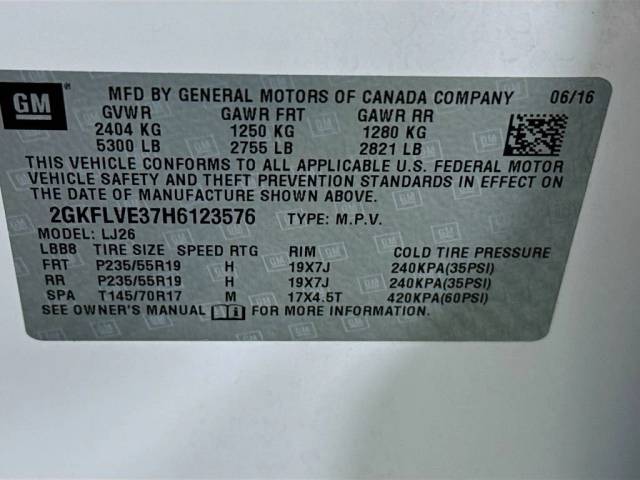 GM
MFD BY GENERAL MOTORS OF CANADA COMPANY 06/16
GVWR GAWR FRT GAWR RR
2404 KG 1250 KG 1280 KG
5300 LB 2755 LB 2821 LB
THIS VEHICLE CONFORMS TO ALL APPLICABLE U.S. FEDERAL MOTOR
VEHICLE SAFETY AND THEFT PREVENTION STANDARDS IN EFFECT ON
THE DATE OF MANUFACTURE SHOWN ABOVE.
2GKFLVE37H6123576 TYPE: M.P.V.
MODEL: LJ26
LBB8 TIRE SIZE SPEED RTG RIM COLD TIRE PRESSURE
FRT P235/55R19 H 19X7J 240KPA(35PSI)
RR P235/55R19 H 19X7J 240KPA(35PSI)
SPA T145/70R17 M 17X4.5T 420KPA(60PSI)
SEE OWNER'S MANUAL FOR MORE INFORMATION.